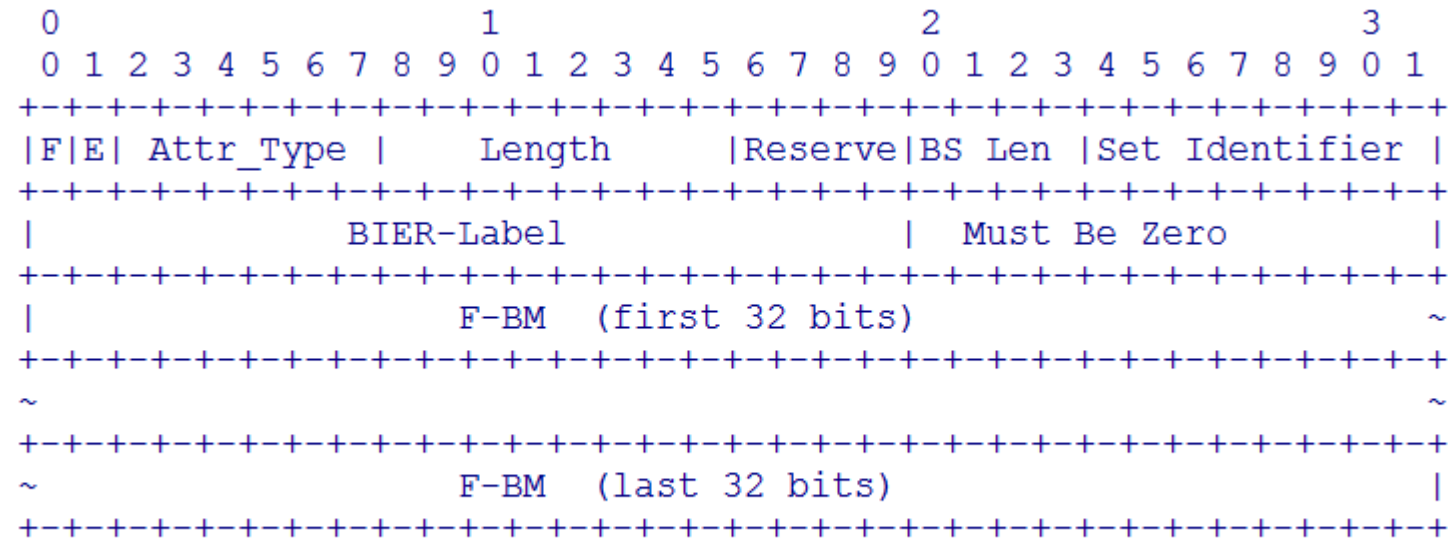 0                   1                   2                   3
 0 1 2 3 4 5 6 7 8 9 0 1 2 3 4 5 6 7 8 9 0 1 2 3 4 5 6 7 8 9 0 1
+-+-+-+-+-+-+-+-+-+-+-+-+-+-+-+-+-+-+-+-+-+-+-+-+-+-+-+-+-+-+-+-+
|F|E| Attr_Type |    Length     |Reserve|BS Len |Set Identifier |
+-+-+-+-+-+-+-+-+-+-+-+-+-+-+-+-+-+-+-+-+-+-+-+-+-+-+-+-+-+-+-+-+
|              BIER-Label               |  Must Be Zero         |
+-+-+-+-+-+-+-+-+-+-+-+-+-+-+-+-+-+-+-+-+-+-+-+-+-+-+-+-+-+-+-+-+
|                   F-BM  (first 32 bits)                       ~
+-+-+-+-+-+-+-+-+-+-+-+-+-+-+-+-+-+-+-+-+-+-+-+-+-+-+-+-+-+-+-+-+
~                                                               ~
+-+-+-+-+-+-+-+-+-+-+-+-+-+-+-+-+-+-+-+-+-+-+-+-+-+-+-+-+-+-+-+-+
~                   F-BM  (last 32 bits)                        |
+-+-+-+-+-+-+-+-+-+-+-+-+-+-+-+-+-+-+-+-+-+-+-+-+-+-+-+-+-+-+-+-+